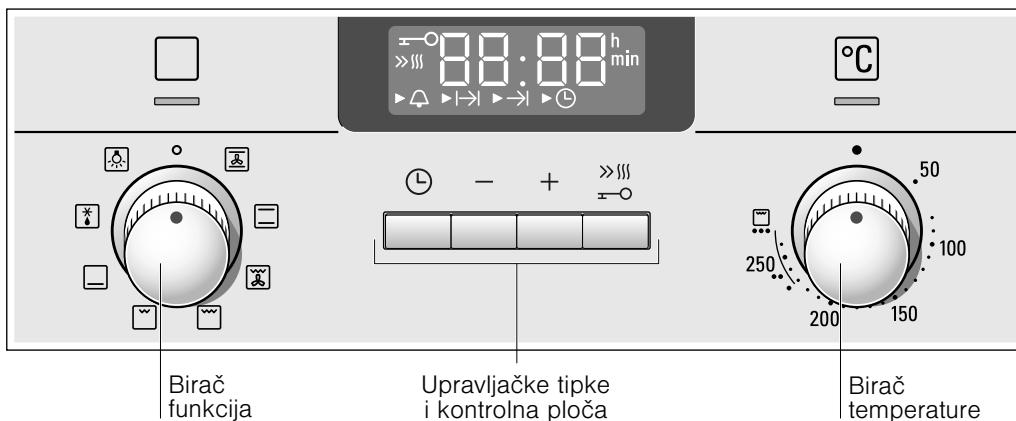 88:88 h
min
°C
50
100
150
200
250
Birač
funkcija
Upravljačke tipke
i kontrolna ploča
Birač
temperature